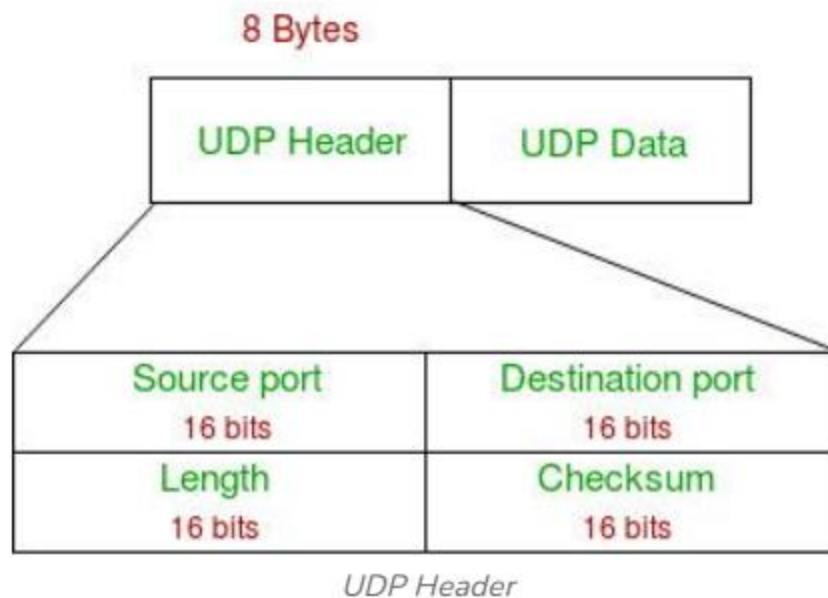 8 Bytes
UDP Header UDP Data
Source port Destination port
16 bits 16 bits
Length Checksum
16 bits 16 bits
UDP Header